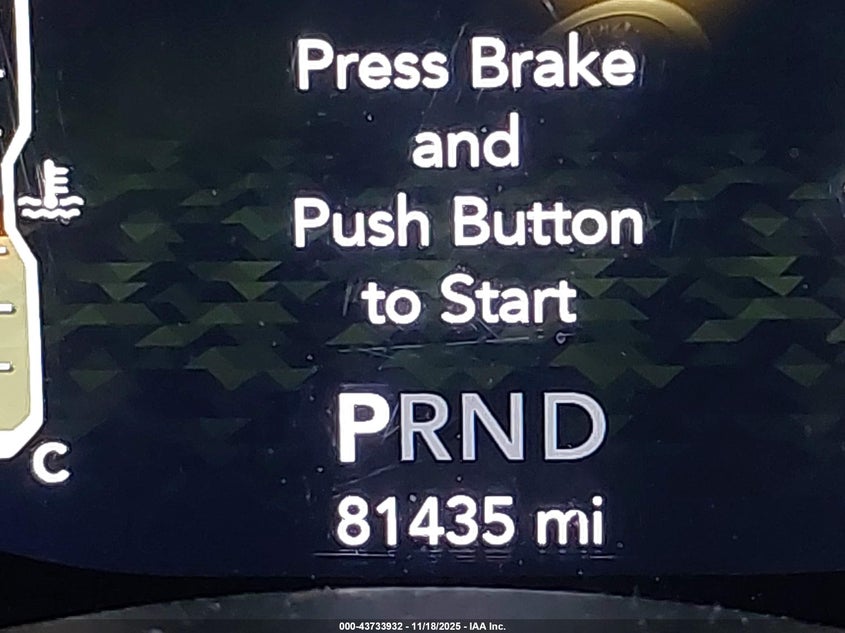 Press Brake
and
Push Button
to Start
PRND
C
81435 mi
000-43733932 - 11/18/2025 - IAA Inc.